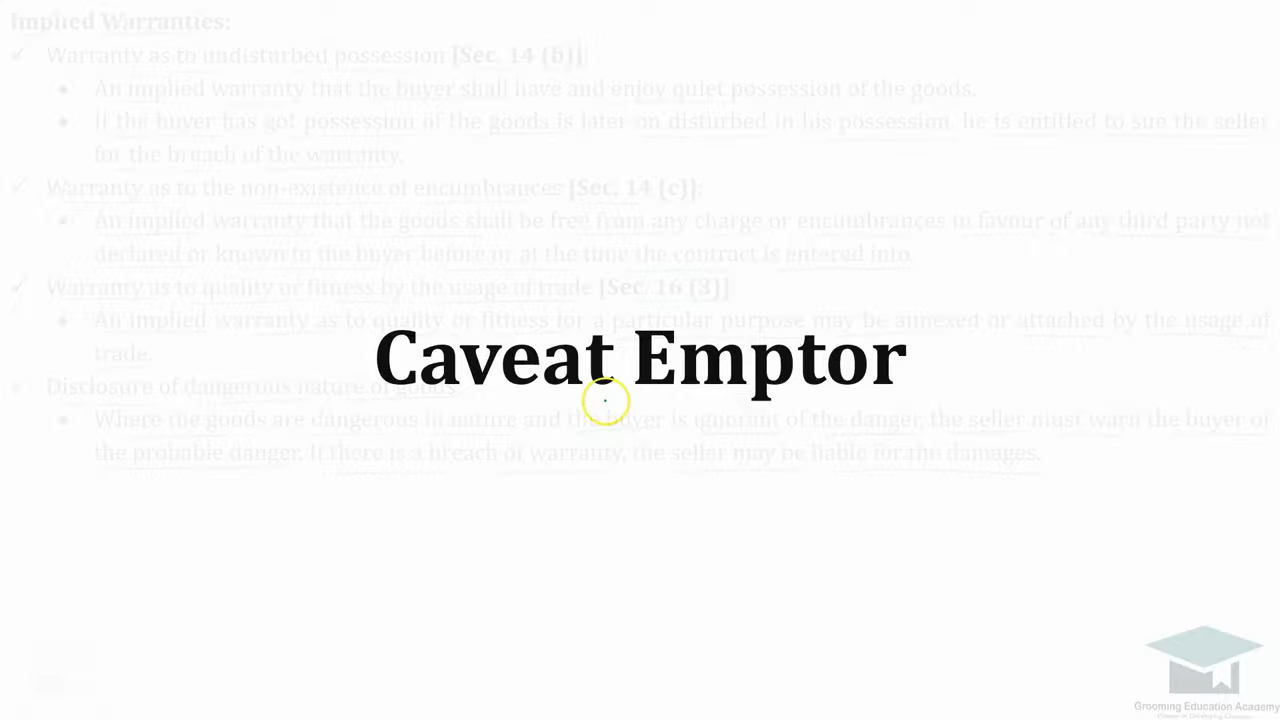 Implied Warranties:
✓ Warranty as to undisturbed possession [Sec. 14 (b)]:
• An implied warranty that the buyer shall have and enjoy quiet possession of the goods.
• If the buyer has got possession of the goods is later on disturbed in his possession, he is entitled to sue the seller
for the breach of the warranty.
✓ Warranty as to the non-existence of encumbrances [Sec. 14 (c)]:
• An implied warranty that the goods shall be free from any charge or encumbrances in favour of any third party not
declared or known to the buyer before or at the time the contract is entered into.
✓ Warranty as to quality or fitness by the usage of trade [Sec. 16 (3)]
• An implied warranty as to quality or fitness for a particular purpose may be annexed or attached by the usage of
trade.
Caveat Emptor
✓ Disclosure of dangerous nature of goods:
• Where the goods are dangerous in nature and the buyer is ignorant of the danger, the seller must warn the buyer of
the probable danger. If there is a breach of warranty, the seller may be liable for the damages.
Grooming Education Academy